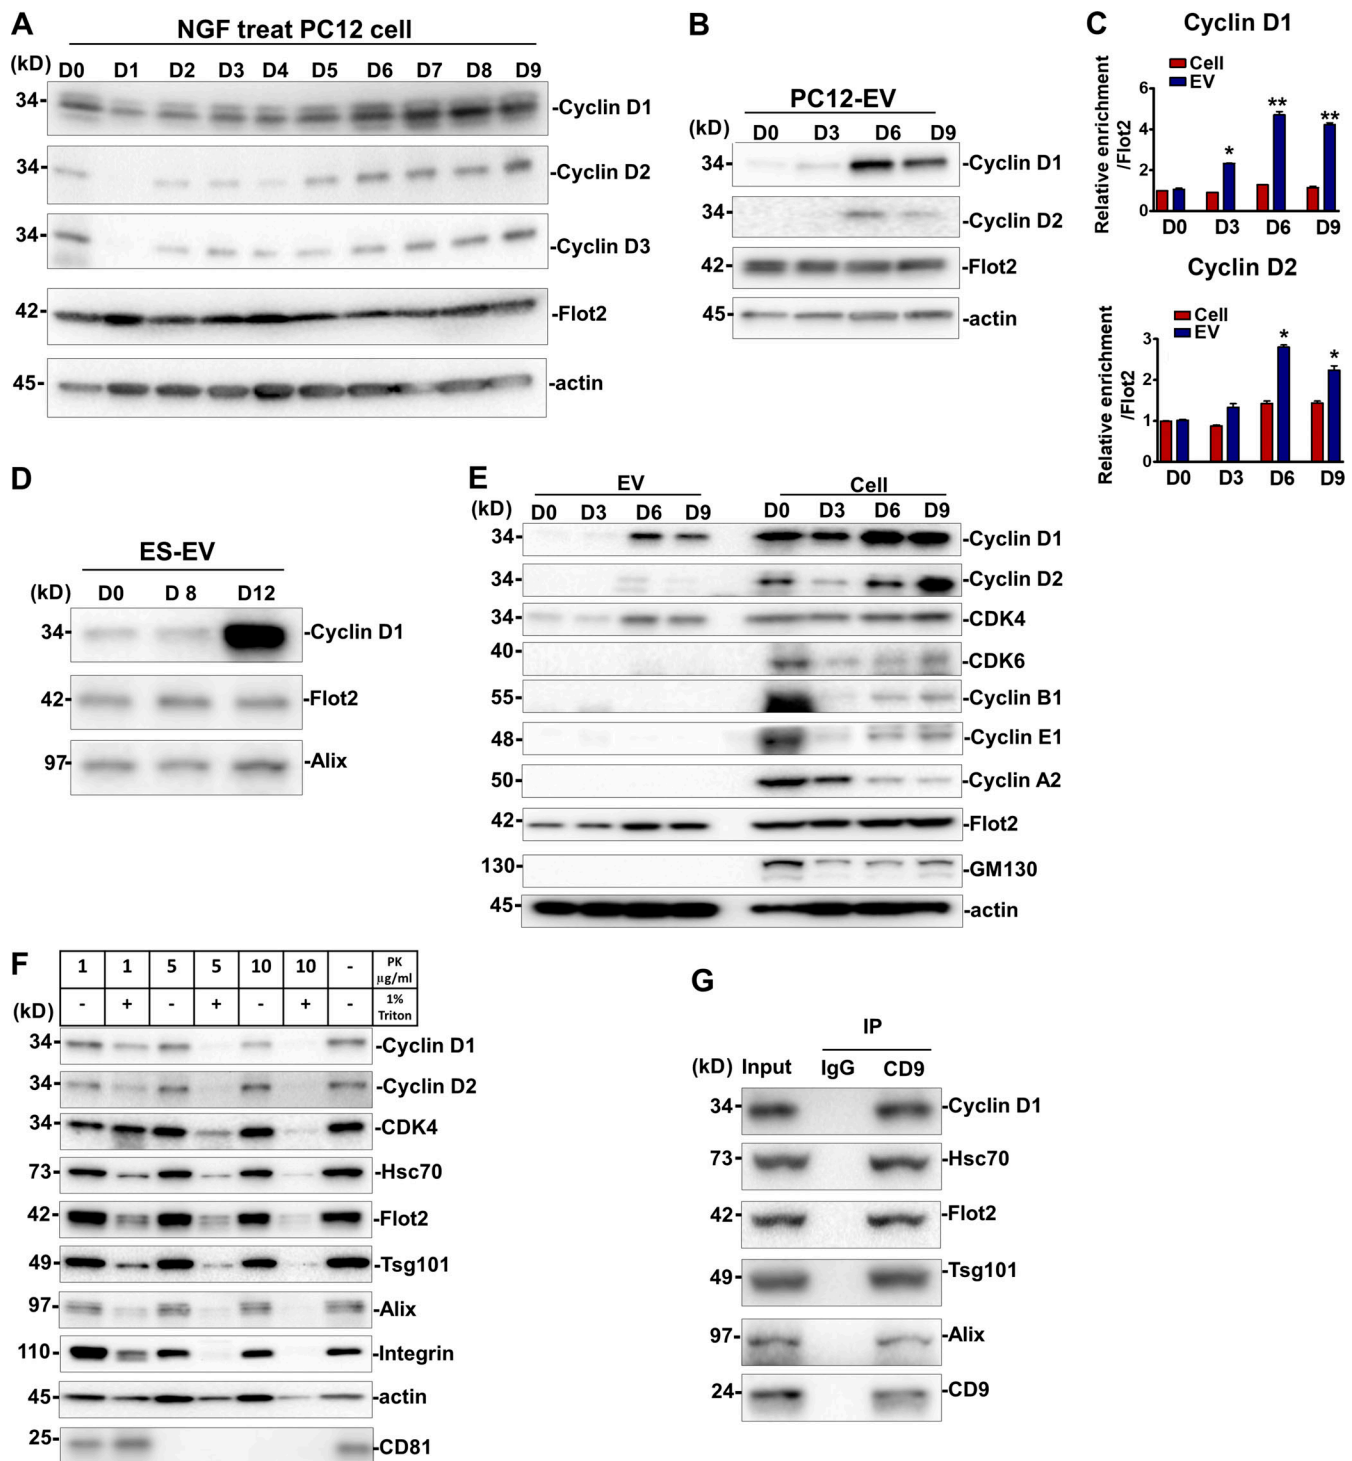 A
NGF treat PC12 cell
(kD) D0 D1 D2 D3 D4 D5 D6 D7 D8 D9
34- -Cyclin D1
34- -Cyclin D2
34- -Cyclin D3
42- -Flot2
45- -actin
B
PC12-EV
(kD) D0 D3 D6 D9
34- -Cyclin D1
34- -Cyclin D2
42- -Flot2
45- -actin
C
Cyclin D1
Cell
EV
Relative enrichment
/Flot2
6
4
2
0
* ** **
D0 D3 D6 D9
Cyclin D2
Cell
EV
Relative enrichment
/Flot2
3
2
1
0
* *
D0 D3 D6 D9
D
ES-EV
(kD) D0 D 8 D12
34- -Cyclin D1
42- -Flot2
97- -Alix
E
EV Cell
(kD) D0 D3 D6 D9 D0 D3 D6 D9
34- -Cyclin D1
34- -Cyclin D2
34- -CDK4
40- -CDK6
55- -Cyclin B1
48- -Cyclin E1
50- -Cyclin A2
42- -Flot2
130- -GM130
45- -actin
F
1 1 5 5 10 10 - PK
μg/ml
(kD) - + - + - + - 1%
Triton
34- -Cyclin D1
34- -Cyclin D2
34- -CDK4
73- -Hsc70
42- -Flot2
49- -Tsg101
97- -Alix
110- -Integrin
45- -actin
25- -CD81
G
IP
(kD) Input IgG CD9
34- -Cyclin D1
73- -Hsc70
42- -Flot2
49- -Tsg101
97- -Alix
24- -CD9